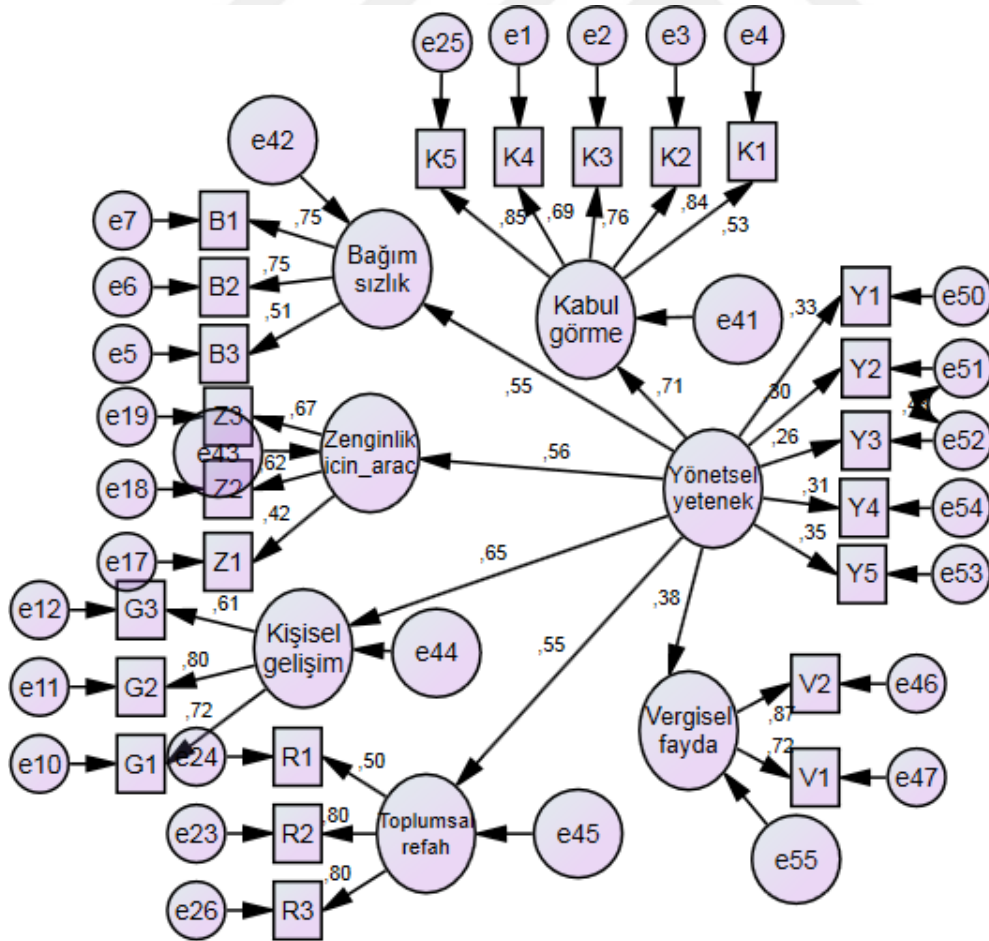 e25
e1
e2
e3
e4
K5
K4
K3
K2
K1
,85
,69
,76
,84
,53
e42
e7
B1
,75
e6
B2
,75
e5
B3
,51
Bağım
sızlık
Kabul
görme
e41
,55
,71
Y1
e50
,33
Y2
e51
,30
Y3
e52
,26
Y4
e54
,31
Y5
e53
,35
Yönetsel
yetenek
e19
Z3
,67
e43
e18
Z2
,62
e17
Z1
,42
Zenginlik
icin_arac
,56
e12
G3
,61
e11
G2
,80
e10
G1
,72
Kişisel
gelişim
e44
,65
,55
,38
e24
R1
,50
e23
R2
,80
e26
R3
,80
Toplumsal
refah
e45
Vergisel
fayda
V2
e46
,87
V1
e47
,72
e55